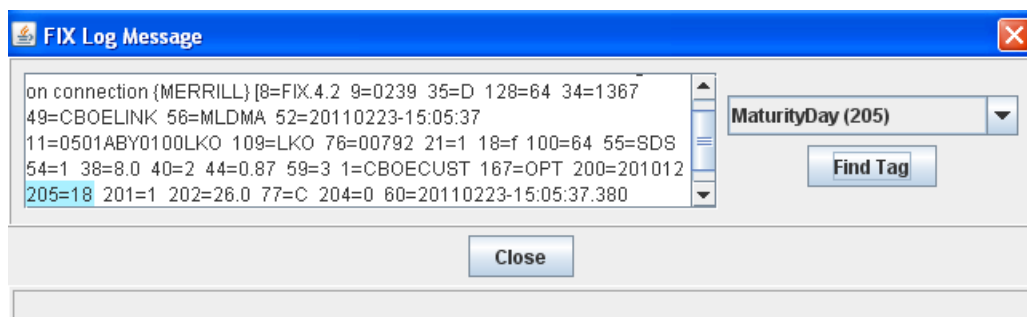 FIX Log Message
on connection {MERRILL} [8=FIX.4.2 9=0239 35=D 128=64 34=1367
49=CBOELINK 56=MLDMA 52=20110223-15:05:37
11=0501ABY0100LKO 109=LKO 76=00792 21=1 18=f 100=64 55=SDS
54=1 38=8.0 40=2 44=0.87 59=3 1=CBOECUST 167=OPT 200=201012
205=18 201=1 202=26.0 77=C 204=0 60=20110223-15:05:37.380
MaturityDay (205)
Find Tag
Close